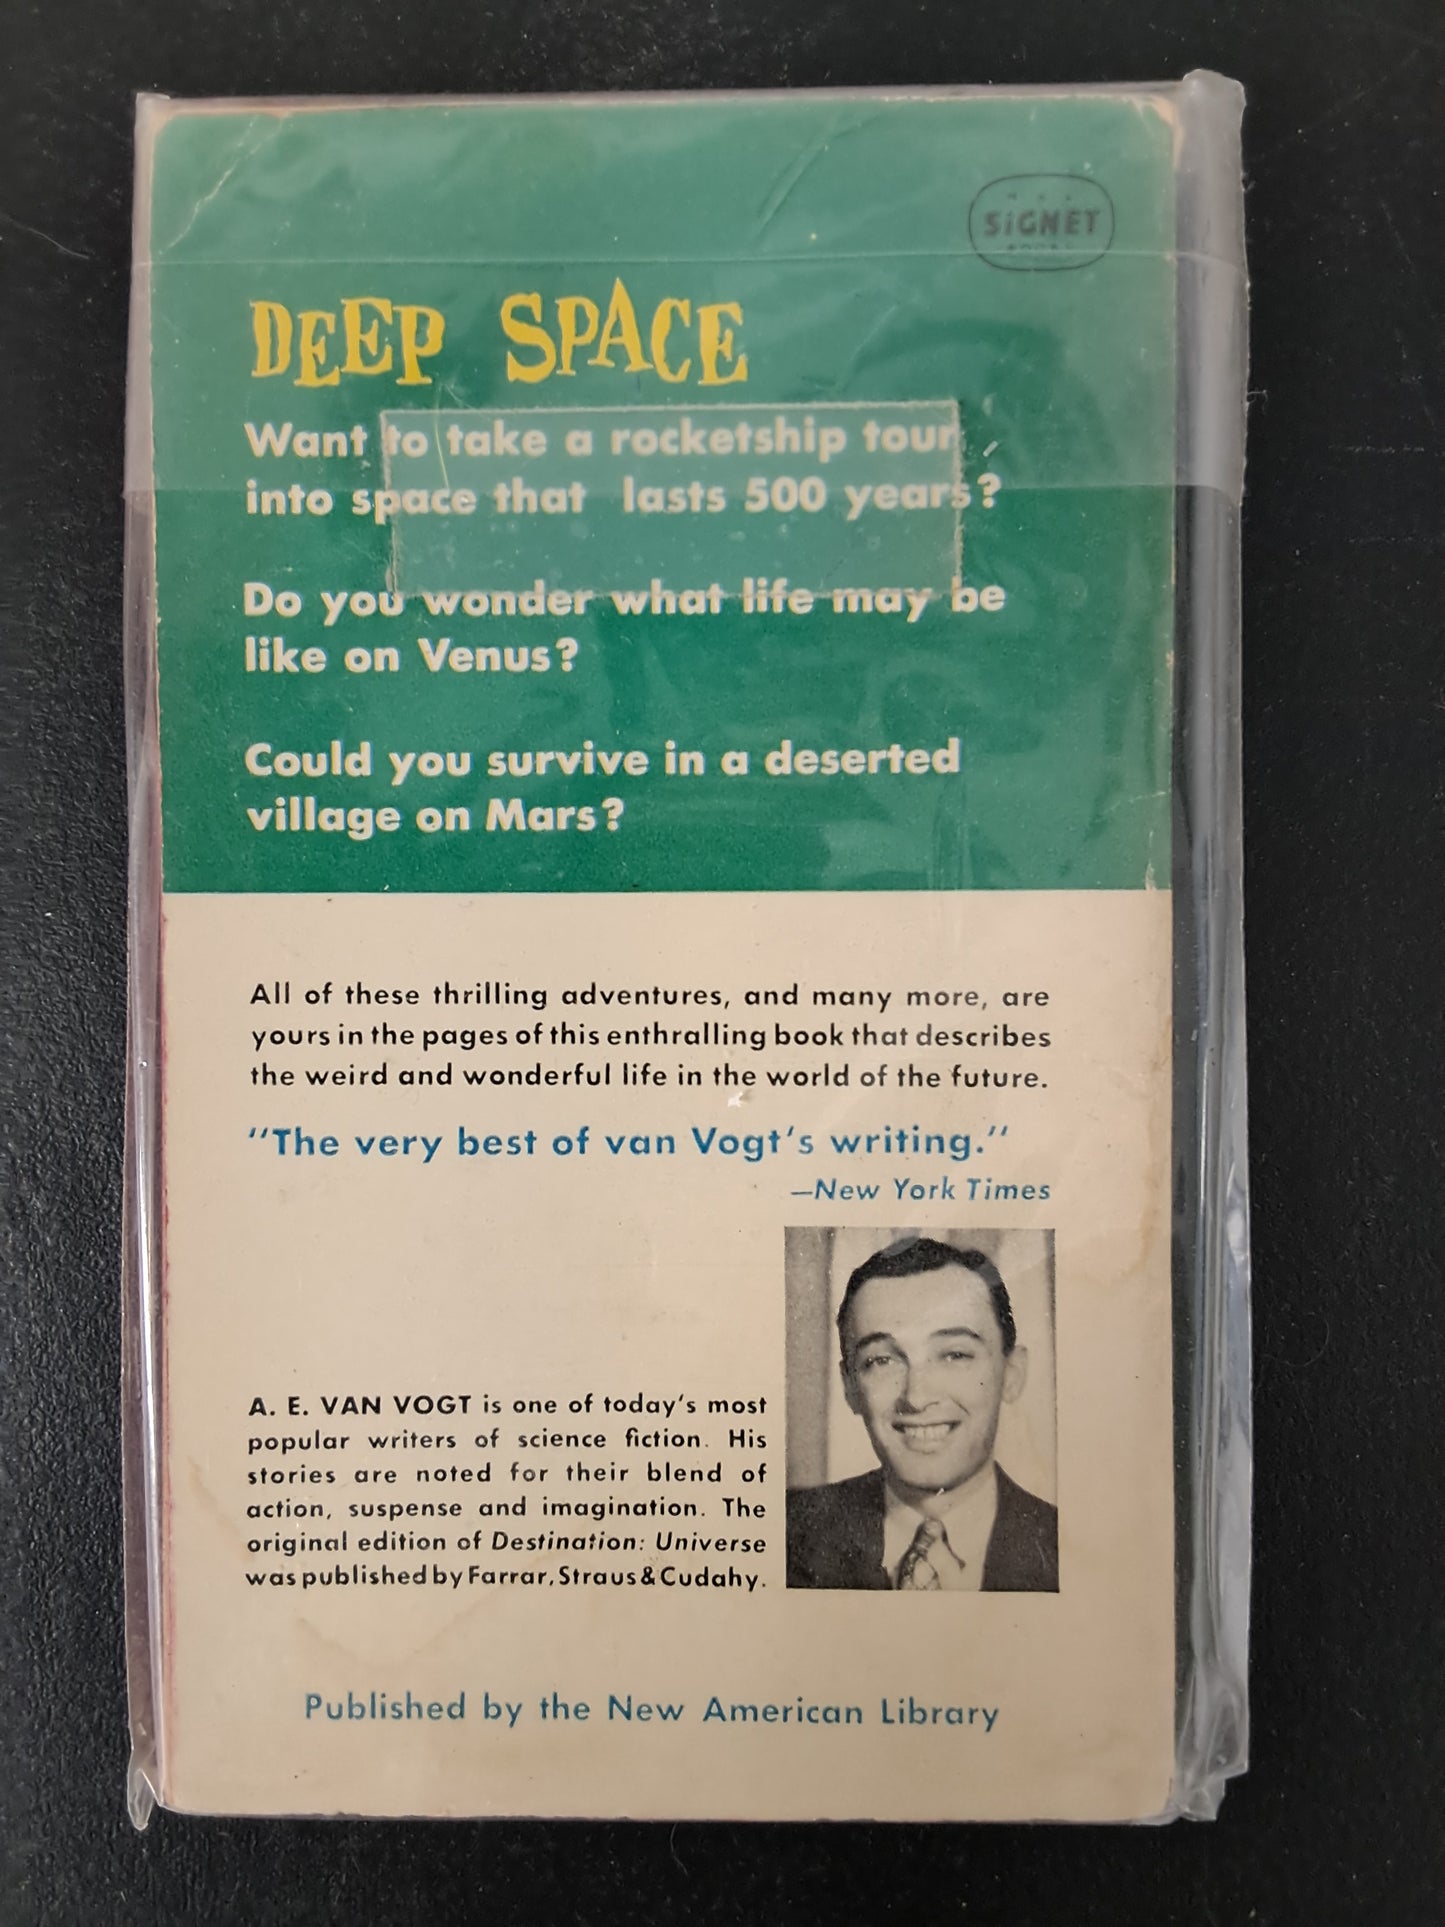 SIGNET
DEEP SPACE
Want to take a rocketship tour
into space that lasts 500 years?
Do you wonder what life may be
like on Venus?
Could you survive in a deserted
village on Mars?
All of these thrilling adventures, and many more, are
yours in the pages of this enthralling book that describes
the weird and wonderful life in the world of the future.
"The very best of van Vogt's writing."
—New York Times
A. E. VAN VOGT is one of today's most
popular writers of science fiction. His
stories are noted for their blend of
action, suspense and imagination. The
original edition of Destination: Universe
was published by Farrar, Straus & Cudahy.
Published by the New American Library